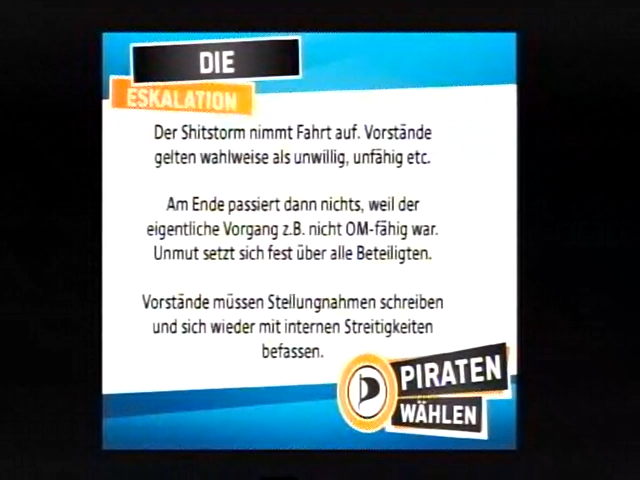 DIE
ESKALATION
Der Shitstorm nimmt Fahrt auf. Vorstände
gelten wahlweise als unwillig, unfähig etc.
Am Ende passiert dann nichts, weil der
eigentliche Vorgang z.B. nicht OM-fähig war.
Unmut setzt sich fest über alle Beteiligten.
Vorstände müssen Stellungnahmen schreiben
und sich wieder mit internen Streitigkeiten
befassen.
PIRATEN
WÄHLEN